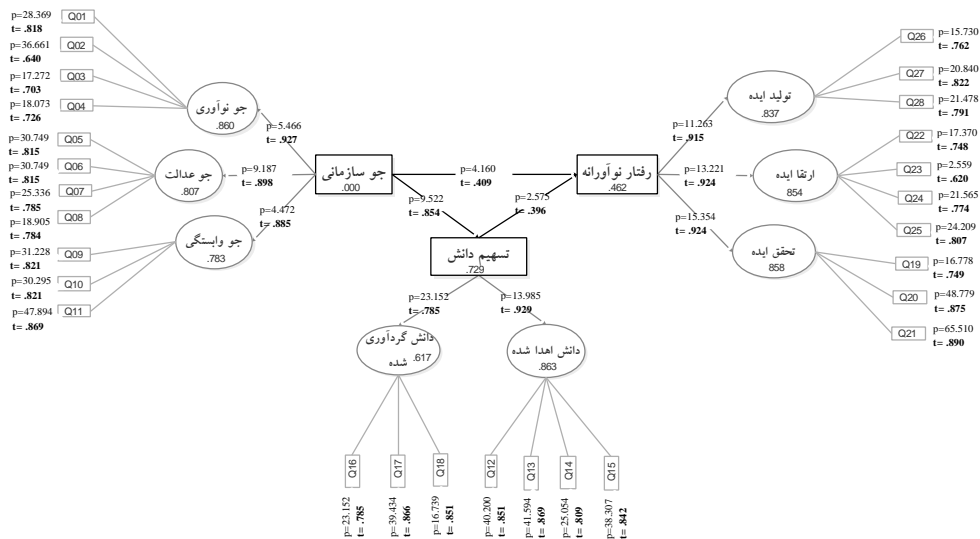 p=28.369
t= .818
Q01
p=36.661
t= .640
Q02
p=17.272
t= .703
Q03
p=18.073
t= .726
Q04
جو نوآوری
.860
p=5.466
t= .927
p=30.749
t= .815
Q05
p=30.749
t= .815
Q06
p=25.336
t= .785
Q07
p=18.905
t= .784
Q08
جو عدالت
.807
p=9.187
t= .898
p=31.228
t= .821
Q09
p=30.295
t= .821
Q10
p=47.894
t= .869
Q11
جو وابستگی
.783
p=4.472
t= .885
جو سازمانی
.000
p=4.160
t= .409
p=9.522
t= .854
p=2.575
t= .396
رفتار نوآورانه
.462
تسهیم دانش
.729
p=23.152
t= .785
p=13.985
t= .929
دانش گردآوری
شده
.617
دانش اهدا شده
.863
Q16
Q17
Q18
Q12
Q13
Q14
Q15
p=23.152
t= .785
p=39.434
t= .866
p=16.739
t= .851
p=40.200
t= .851
p=41.594
t= .869
p=25.054
t= .809
p=38.307
t= .842
p=11.263
t= .915
p=13.221
t= .924
p=15.354
t= .924
تولید ایده
.837
Q26
p=15.730
t= .762
Q27
p=20.840
t= .822
Q28
p=21.478
t= .791
ارتقا ایده
854
Q22
p=17.370
t= .748
Q23
p=2.559
t= .620
Q24
p=21.565
t= .774
Q25
p=24.209
t= .807
تحقق ایده
858
Q19
p=16.778
t= .749
Q20
p=48.779
t= .875
Q21
p=65.510
t= .890